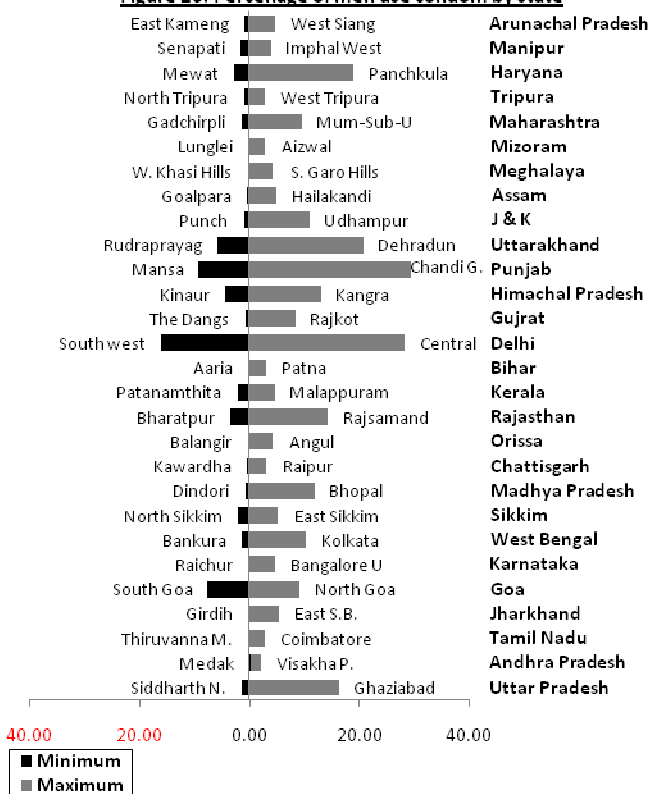 East Kameng West Siang Arunachal Pradesh
Senapati Imphal West Manipur
Mewat Panchkula Haryana
North Tripura West Tripura Tripura
Gadchirpli Mum-Sub-U Maharashtra
Lunglei Aizwal Mizoram
W. Khasi Hills S. Garo Hills Meghalaya
Goalpara Hailakandi Assam
Punch Udhampur J & K
Rudraprayag Dehradun Uttarakhand
Mansa Chandi G. Punjab
Kinaur Kangra Himachal Pradesh
The Dangs Rajkot Gujrat
South west Central Delhi
Aaria Patna Bihar
Patanamthita Malappuram Kerala
Bharatpur Rajsamand Rajasthan
Balangir Angul Orissa
Kawardha Raipur Chattisgarh
Dindori Bhopal Madhya Pradesh
North Sikkim East Sikkim Sikkim
Bankura Kolkata West Bengal
Raichur Bangalore U Karnataka
South Goa North Goa Goa
Girdih East S.B. Jharkhand
Thiruvanna M. Coimbatore Tamil Nadu
Medak Visakha P. Andhra Pradesh
Siddharth N. Ghaziabad Uttar Pradesh
40.00 20.00 0.00 20.00 40.00
Minimum
Maximum